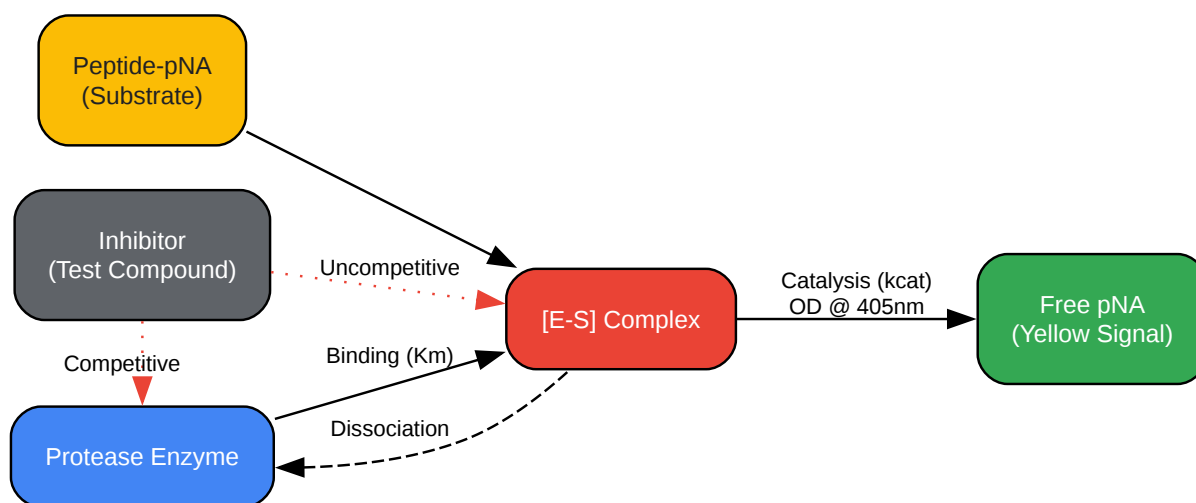 Peptide-pNA
(Substrate)
Inhibitor
(Test Compound)
Uncompetitive
Competitive
Binding (Km)
[E-S] Complex
Catalysis (kcat)
OD @ 405nm
Free pNA
(Yellow Signal)
Dissociation
Protease Enzyme